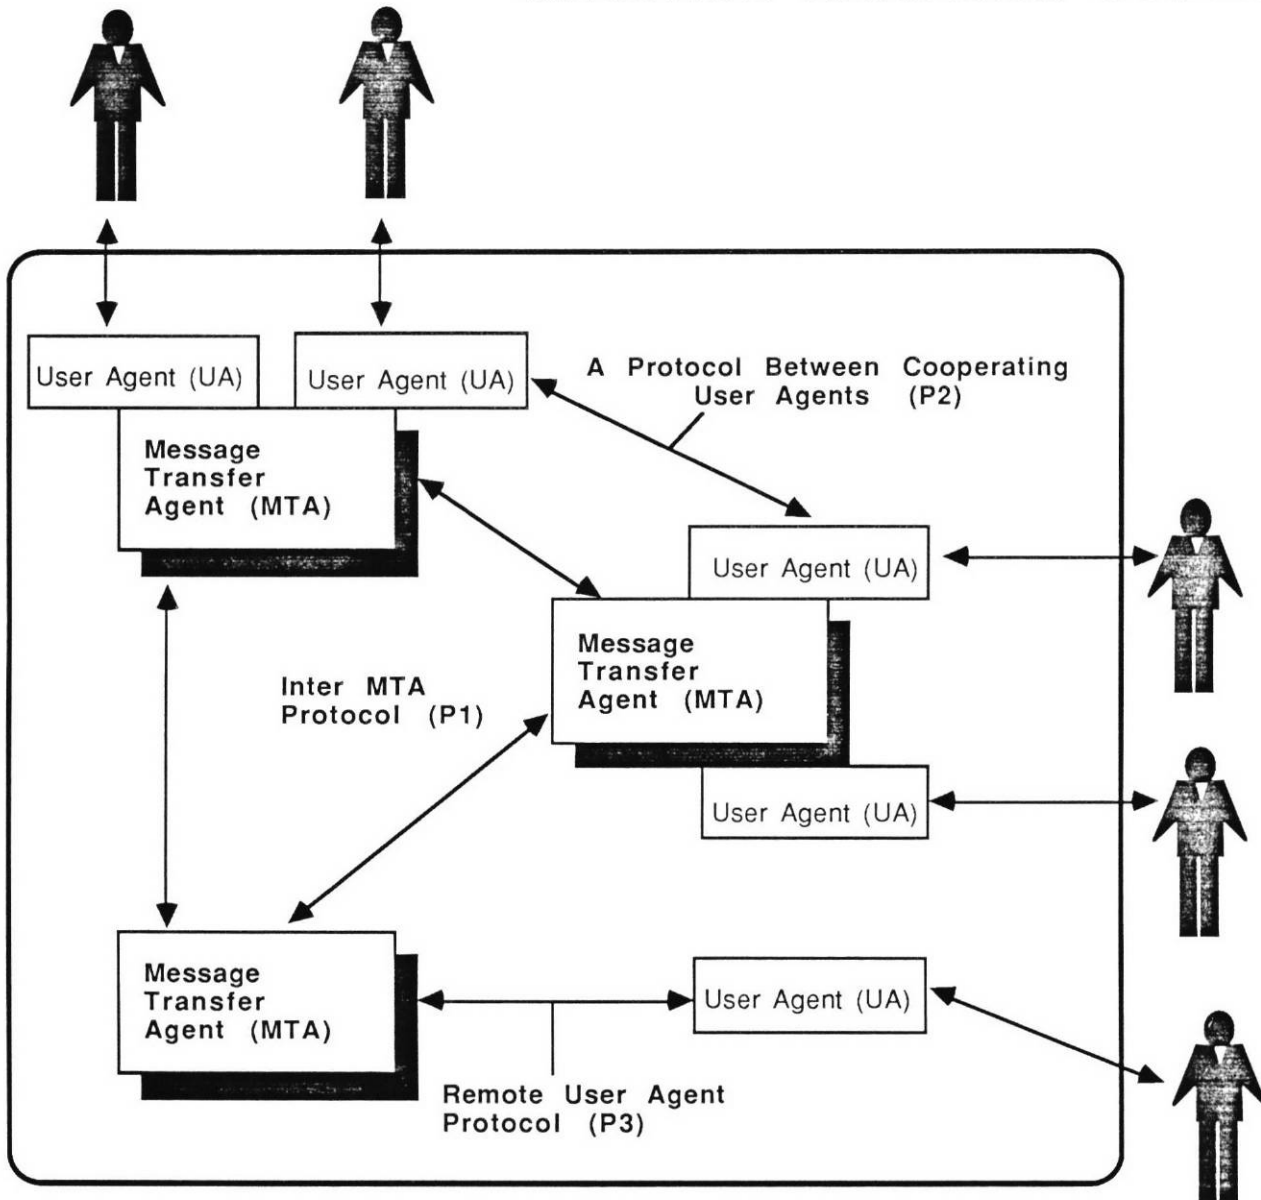 User Agent (UA)
User Agent (UA)
A Protocol Between Cooperating
User Agents (P2)
Message
Transfer
Agent (MTA)
User Agent (UA)
Message
Transfer
Agent (MTA)
Inter MTA
Protocol (P1)
User Agent (UA)
Message
Transfer
Agent (MTA)
User Agent (UA)
Remote User Agent
Protocol (P3)